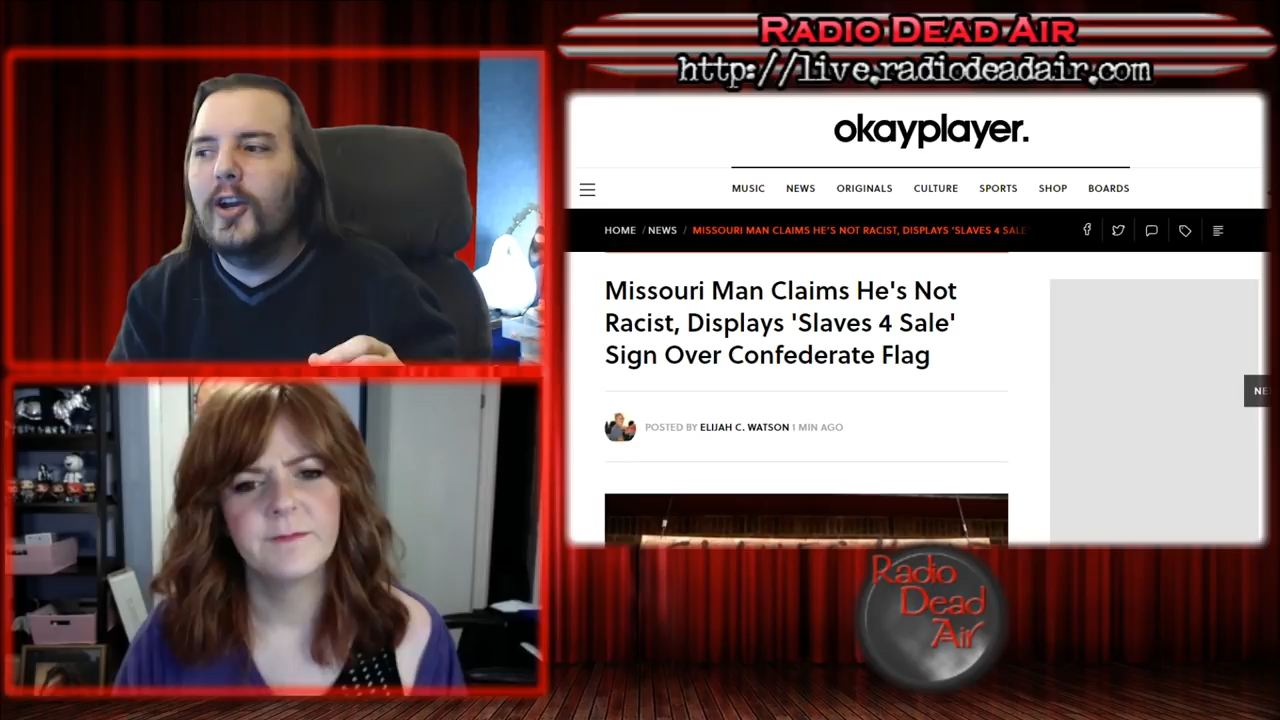 RADIO DEAD AIR
http://live.radiodeadair.com
okayplayer.
MUSIC NEWS ORIGINALS CULTURE SPORTS SHOP BOARDS
HOME / NEWS / MISSOURI MAN CLAIMS HE'S NOT RACIST, DISPLAYS 'SLAVES 4 SALE'
Missouri Man Claims He's Not
Racist, Displays 'Slaves 4 Sale'
Sign Over Confederate Flag
NE
POSTED BY ELIJAH C. WATSON 1 MIN AGO
Radio
Dead
Air